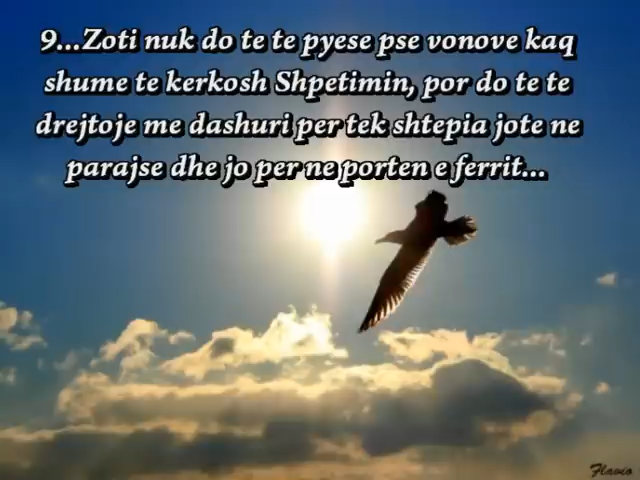 9...Zoti nuk do te te pyese pse vonove kaq
shume te kerkosh Shpetimin, por do te te
drejtoje me dashuri per tek shtepia jote ne
parajse dhe jo per ne porten e ferrit...
Flavio